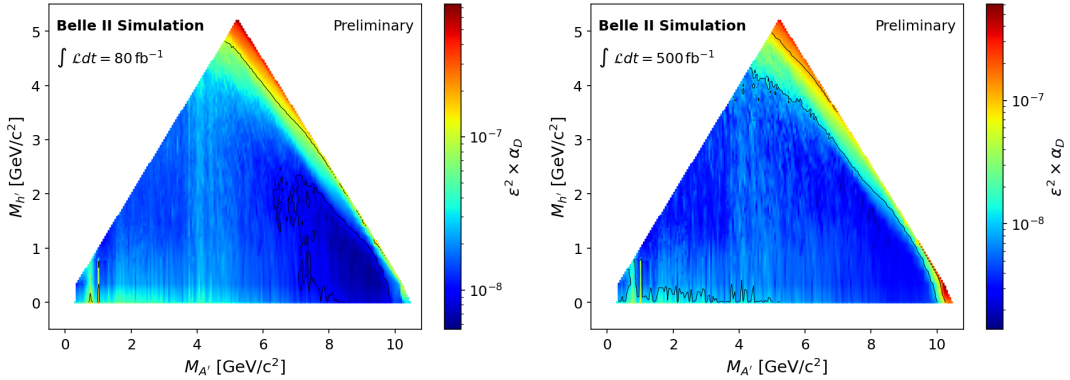 Belle II Simulation Preliminary
∫ ℒdt = 80 fb⁻¹
5
4
3
2
1
0
M_h′ [GeV/c²]
0 2 4 6 8 10
M_A′ [GeV/c²]
10⁻⁷
10⁻⁸
ε² × α_D
Belle II Simulation Preliminary
∫ ℒdt = 500 fb⁻¹
5
4
3
2
1
0
M_h′ [GeV/c²]
0 2 4 6 8 10
M_A′ [GeV/c²]
10⁻⁷
10⁻⁸
ε² × α_D